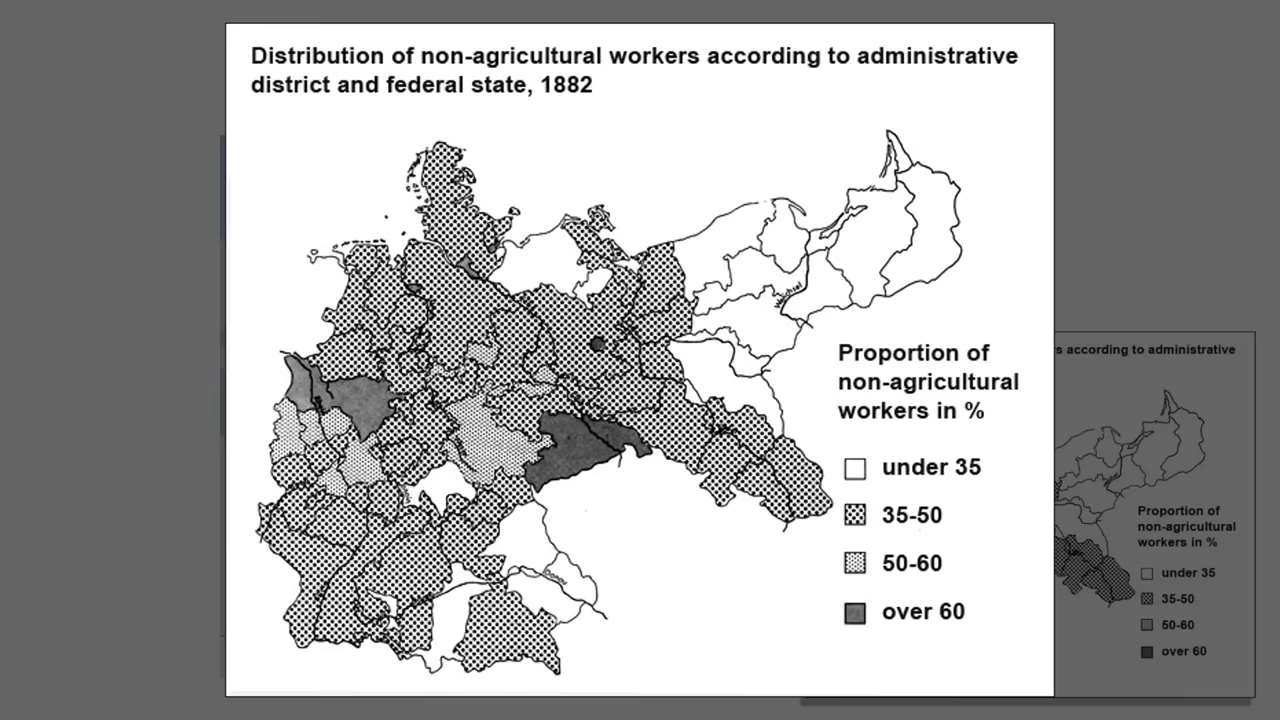 Distribution of non-agricultural workers according to administrative
district and federal state, 1882
Weichsel
Donau
Proportion of
non-agricultural
workers in %
under 35
35-50
50-60
over 60
s according to administrative
Proportion of
non-agricultural
workers in %
under 35
35-50
50-60
over 60